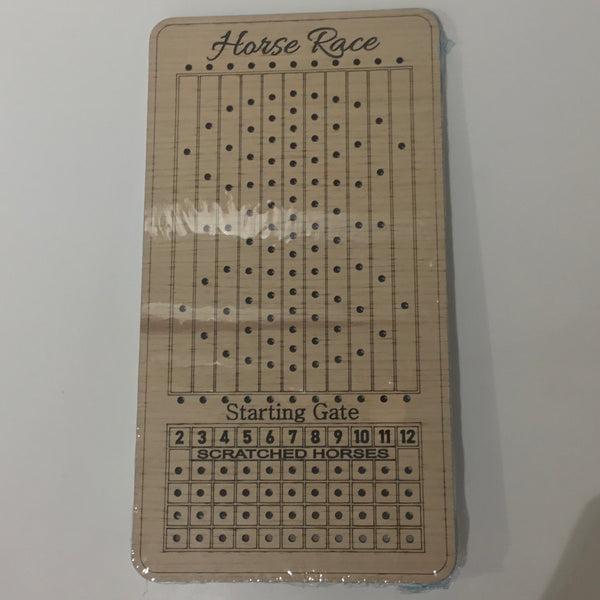 Horse Race
Starting Gate
2 3 4 5 6 7 8 9 10 11 12
SCRATCHED HORSES